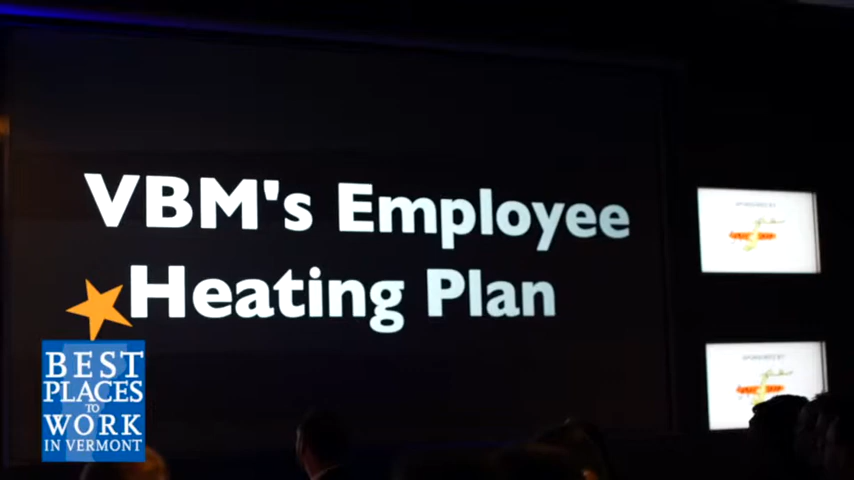 VBM's Employee
Heating Plan
BEST
PLACES
TO
WORK
IN VERMONT